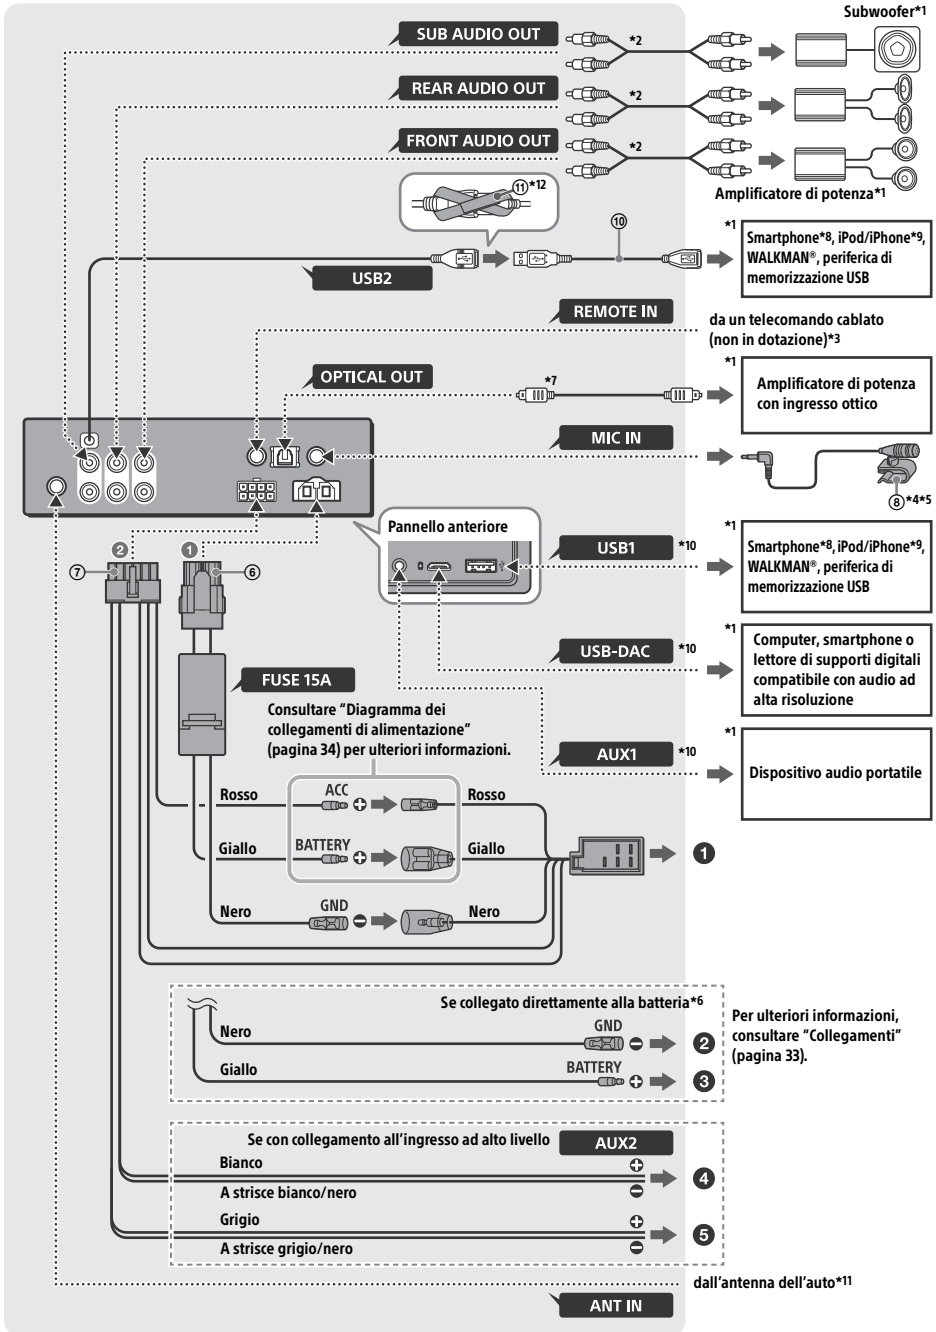 Subwoofer*1
SUB AUDIO OUT
*2
REAR AUDIO OUT
*2
FRONT AUDIO OUT
*2
Amplificatore di potenza*1
⑪*12
⑩
*1
Smartphone*8, iPod/iPhone*9,
WALKMAN®, periferica di
memorizzazione USB
USB2
REMOTE IN
da un telecomando cablato
(non in dotazione)*3
OPTICAL OUT
*7
*1
Amplificatore di potenza
con ingresso ottico
MIC IN
⑧*4*5
Pannello anteriore
❷
❶
⑦
⑥
USB1
*10
*1
Smartphone*8, iPod/iPhone*9,
WALKMAN®, periferica di
memorizzazione USB
USB-DAC
*10
*1
Computer, smartphone o
lettore di supporti digitali
compatibile con audio ad
alta risoluzione
FUSE 15A
Consultare “Diagramma dei
collegamenti di alimentazione”
(pagina 34) per ulteriori informazioni.
AUX1
*10
*1
Dispositivo audio portatile
Rosso
ACC
Rosso
Giallo
BATTERY
Giallo
❶
Nero
GND
Nero
Se collegato direttamente alla batteria*6
Nero
GND
❷
Giallo
BATTERY
❸
Per ulteriori informazioni,
consultare “Collegamenti”
(pagina 33).
Se con collegamento all’ingresso ad alto livello
AUX2
Bianco
❹
A strisce bianco/nero
Grigio
❺
A strisce grigio/nero
dall’antenna dell’auto*11
ANT IN